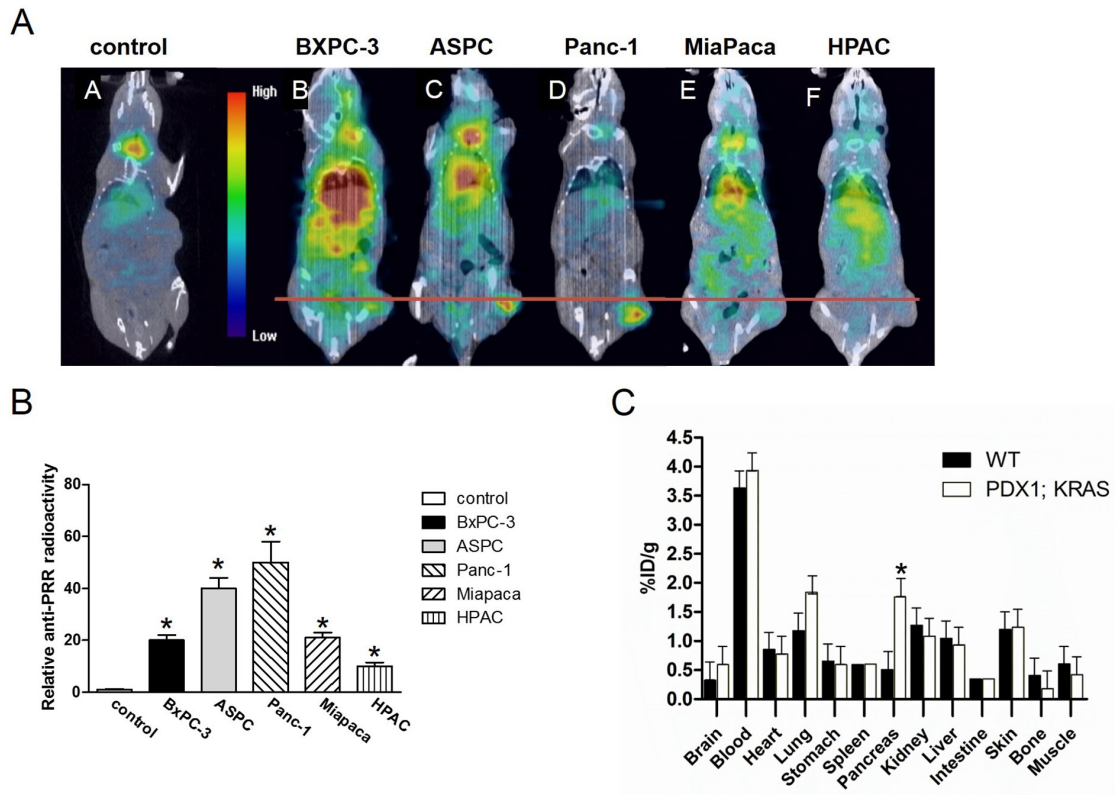 A
control BXPC-3 ASPC Panc-1 MiaPaca HPAC
A B C D E F
High
Low
B
Relative anti-PRR radioactivity
80
60
40
20
0
* * * * *
control BxPC-3 ASPC Panc-1 Miapaca HPAC
control
BxPC-3
ASPC
Panc-1
Miapaca
HPAC
C
%ID/g
4.5
4.0
3.5
3.0
2.5
2.0
1.5
1.0
0.5
0.0
*
WT
PDX1; KRAS
Brain Blood Heart Lung Stomach Spleen Pancreas Kidney Liver Intestine Skin Bone Muscle